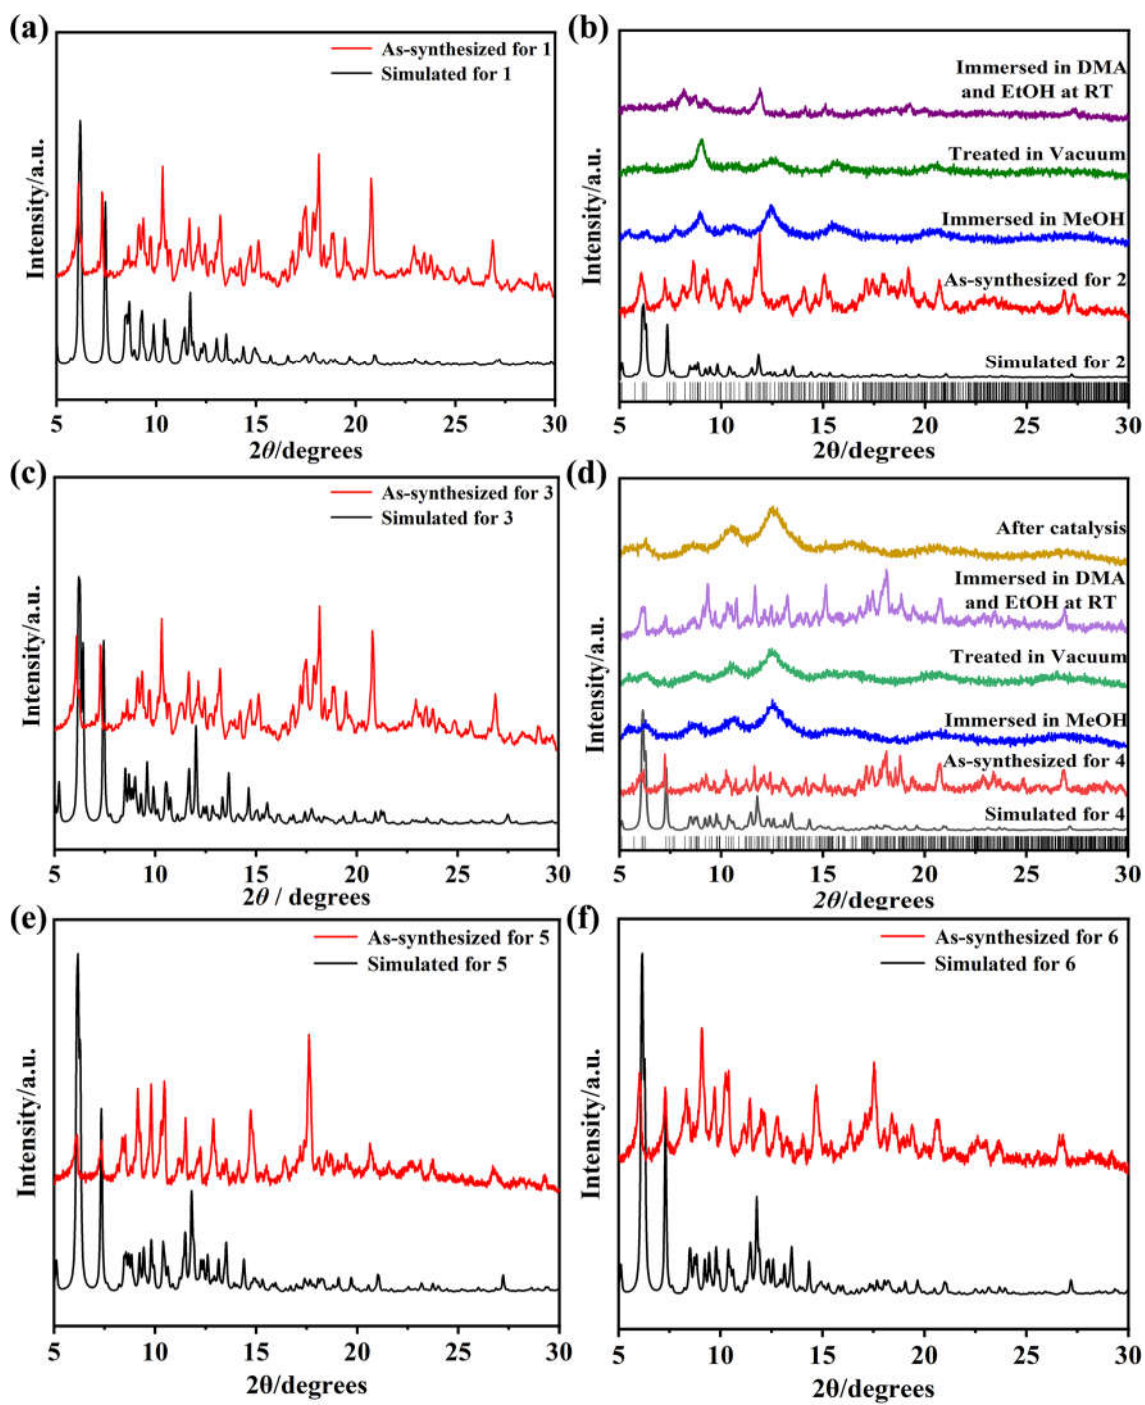 (a)
As-synthesized for 1
Simulated for 1
Intensity/a.u.
5 10 15 20 25 30
2θ/degrees
(b)
Immersed in DMA
and EtOH at RT
Treated in Vacuum
Immersed in MeOH
As-synthesized for 2
Simulated for 2
Intensity/a.u.
5 10 15 20 25 30
2θ/degrees
(c)
As-synthesized for 3
Simulated for 3
Intensity/a.u.
5 10 15 20 25 30
2θ / degrees
(d)
After catalysis
Immersed in DMA
and EtOH at RT
Treated in Vacuum
Immersed in MeOH
As-synthesized for 4
Simulated for 4
Intensity/a.u.
5 10 15 20 25 30
2θ/degrees
(e)
As-synthesized for 5
Simulated for 5
Intensity/a.u.
5 10 15 20 25 30
2θ/degrees
(f)
As-synthesized for 6
Simulated for 6
Intensity/a.u.
5 10 15 20 25 30
2θ/degrees